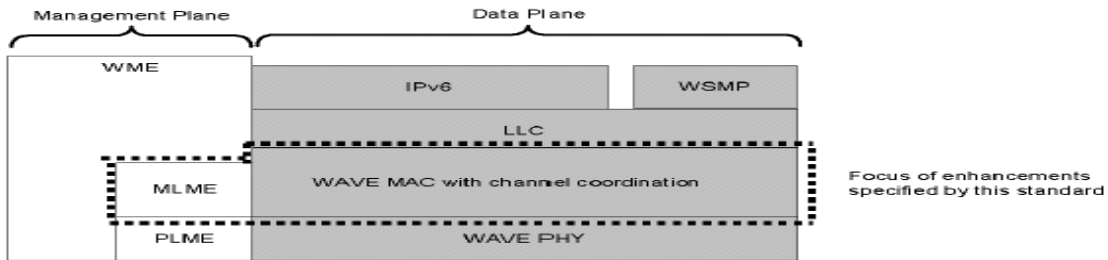 Management Plane
Data Plane
WME
IPv6
WSMP
LLC
MLME
WAVE MAC with channel coordination
Focus of enhancements
specified by this standard
PLME
WAVE PHY